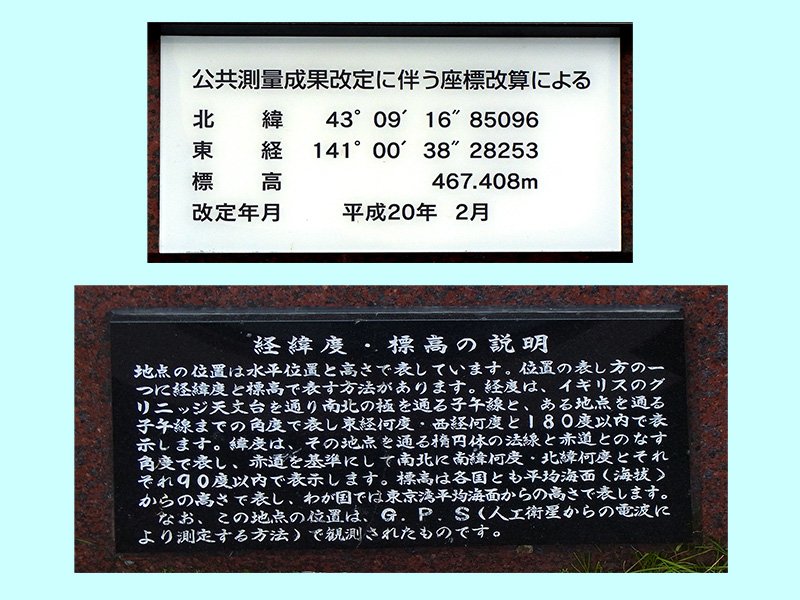 公共測量成果改定に伴う座標改算による
北　　緯　　43°09′16″85096
東　　経　141°00′38″28253
標　　高　　　　　　467.408m
改定年月　　　平成20年　2月
経緯度・標高の説明
地点の位置は水平位置と高さで表しています。位置の表し方の一
つに経緯度と標高で表す方法があります。経度は、イギリスのグ
リニッジ天文台を通り南北の極を通る子午線と、ある地点を通る
子午線までの角度で表し東経何度・西経何度と180度以内で表
示します。緯度は、その地点を通る楕円体の法線と赤道とのなす
角度で表し、赤道を基準にして南北に南緯何度・北緯何度とそれ
ぞれ90度以内で表示します。標高は各国とも平均海面（海抜）
からの高さで表し、わが国では東京湾平均海面からの高さで表します。
　なお、この地点の位置は、G．P．S（人工衛星からの電波に
より測定する方法）で観測されたものです。